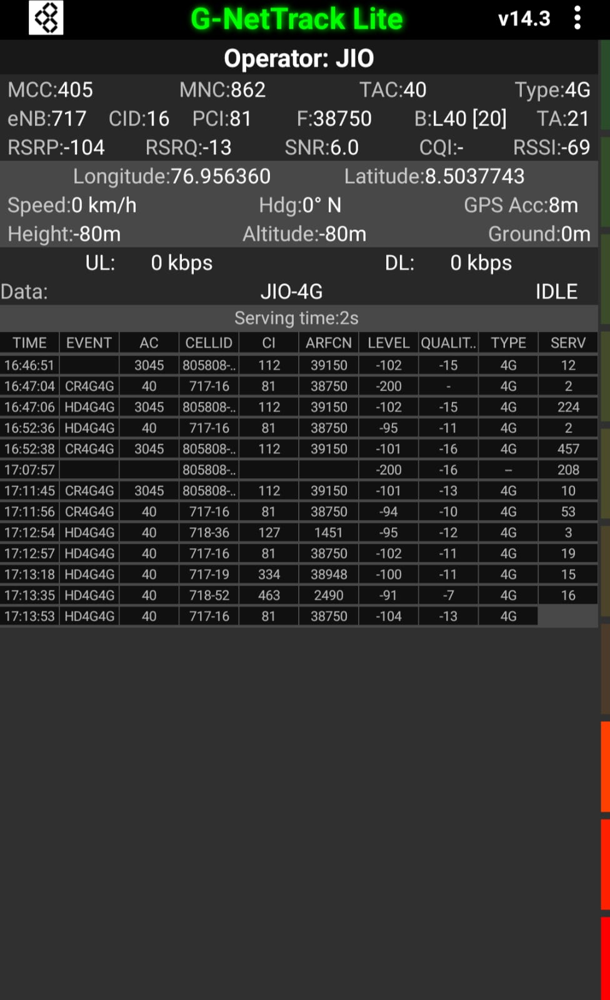 G-NetTrack Lite v14.3
Operator: JIO
MCC:405 MNC:862 TAC:40 Type:4G
eNB:717 CID:16 PCI:81 F:38750 B:L40 [20] TA:21
RSRP:-104 RSRQ:-13 SNR:6.0 CQI:- RSSI:-69
Longitude:76.956360 Latitude:8.5037743
Speed:0 km/h Hdg:0° N GPS Acc:8m
Height:-80m Altitude:-80m Ground:0m
UL: 0 kbps DL: 0 kbps
Data: JIO-4G IDLE
Serving time:2s
TIME EVENT AC CELLID CI ARFCN LEVEL QUALIT.. TYPE SERV
16:46:51 3045 805808-.. 112 39150 -102 -15 4G 12
16:47:04 CR4G4G 40 717-16 81 38750 -200 - 4G 2
16:47:06 HD4G4G 3045 805808-.. 112 39150 -102 -15 4G 224
16:52:36 HD4G4G 40 717-16 81 38750 -95 -11 4G 2
16:52:38 CR4G4G 3045 805808-.. 112 39150 -101 -16 4G 457
17:07:57 805808-.. -200 -16 – 208
17:11:45 CR4G4G 3045 805808-.. 112 39150 -101 -13 4G 10
17:11:56 CR4G4G 40 717-16 81 38750 -94 -10 4G 53
17:12:54 HD4G4G 40 718-36 127 1451 -95 -12 4G 3
17:12:57 HD4G4G 40 717-16 81 38750 -102 -11 4G 19
17:13:18 HD4G4G 40 717-19 334 38948 -100 -11 4G 15
17:13:35 HD4G4G 40 718-52 463 2490 -91 -7 4G 16
17:13:53 HD4G4G 40 717-16 81 38750 -104 -13 4G